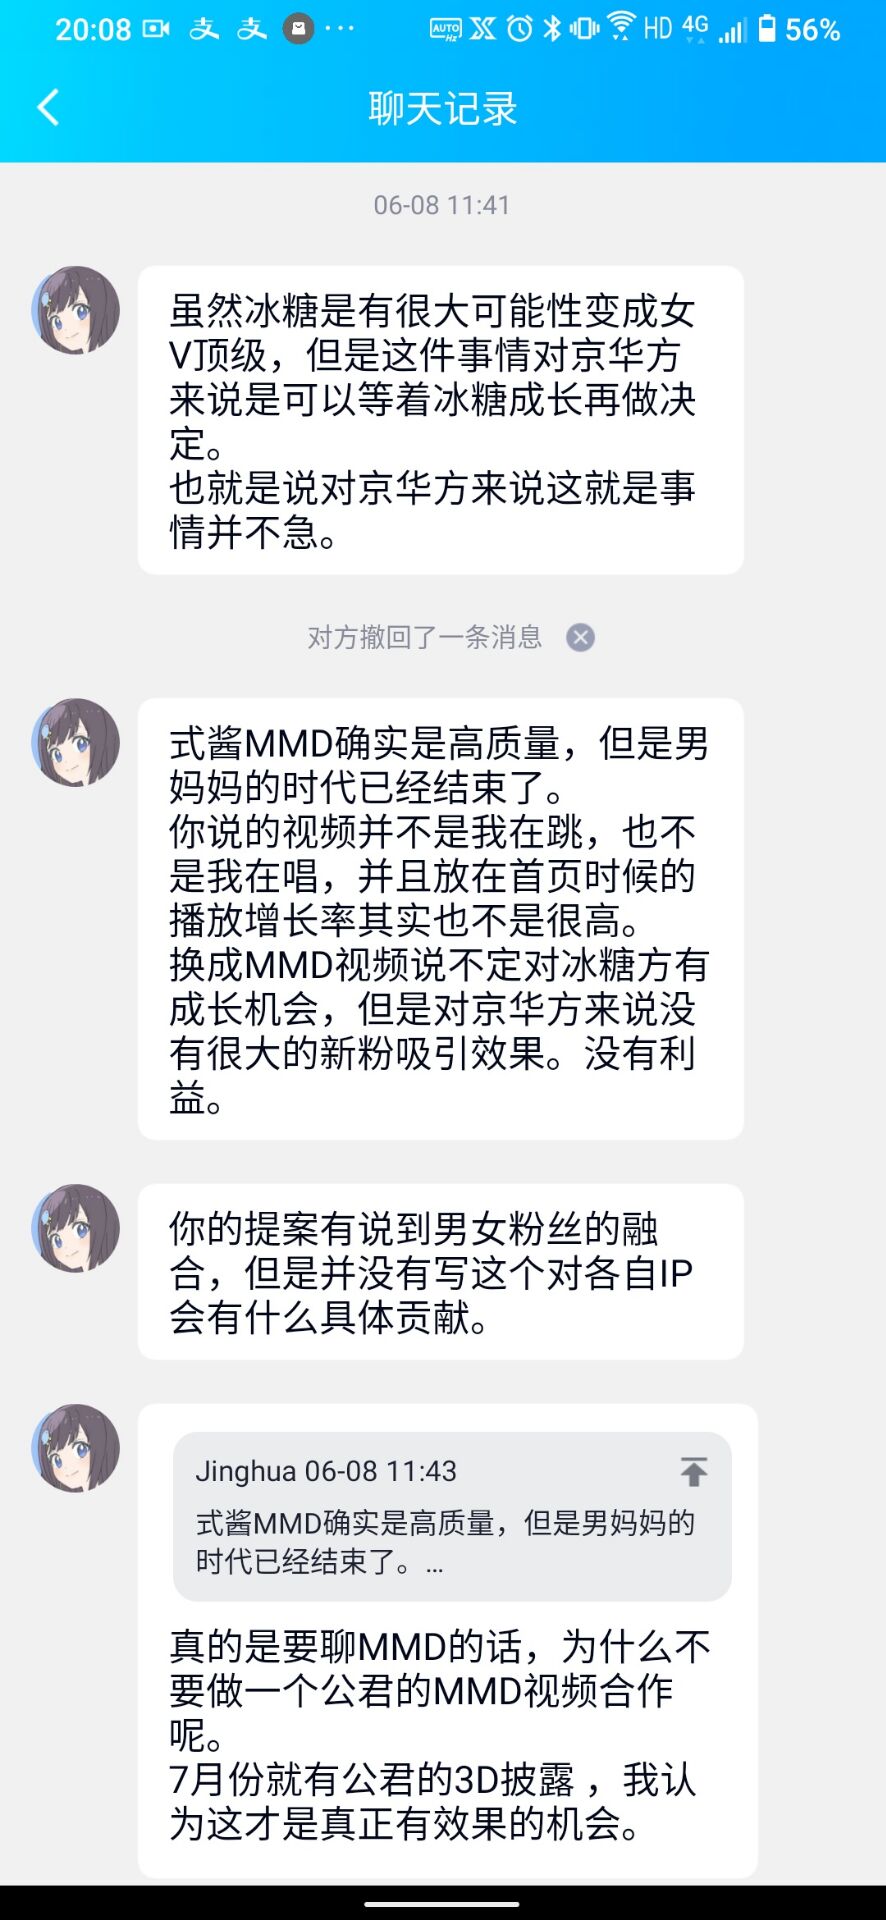 20:08 支 支 ··· AUTO Hz HD 4G 56%
聊天记录
06-08 11:41
虽然冰糖是有很大可能性变成女
V顶级，但是这件事情对京华方
来说是可以等着冰糖成长再做决
定。
也就是说对京华方来说这就是事
情并不急。
对方撤回了一条消息
式酱MMD确实是高质量，但是男
妈妈的时代已经结束了。
你说的视频并不是我在跳，也不
是我在唱，并且放在首页时候的
播放增长率其实也不是很高。
换成MMD视频说不定对冰糖方有
成长机会，但是对京华方来说没
有很大的新粉吸引效果。没有利
益。
你的提案有说到男女粉丝的融
合，但是并没有写这个对各自IP
会有什么具体贡献。
Jinghua 06-08 11:43
式酱MMD确实是高质量，但是男妈妈的
时代已经结束了。...
真的是要聊MMD的话，为什么不
要做一个公君的MMD视频合作
呢。
7月份就有公君的3D披露 ，我认
为这才是真正有效果的机会。